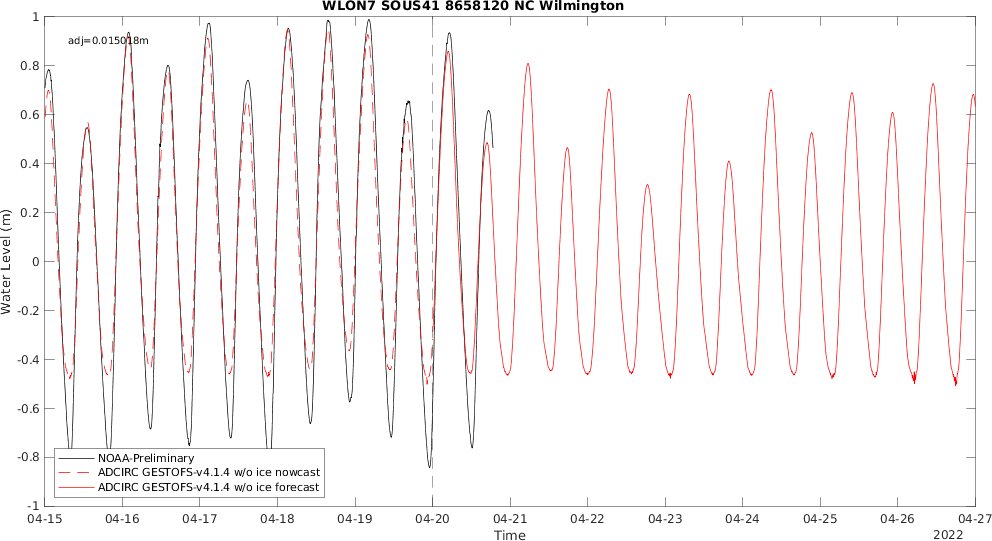 WLON7 SOUS41 8658120 NC Wilmington
adj=0.015018m
1
0.8
0.6
0.4
0.2
0
-0.2
-0.4
-0.6
-0.8
-1
Water Level (m)
NOAA-Preliminary
ADCIRC GESTOFS-v4.1.4 w/o ice nowcast
ADCIRC GESTOFS-v4.1.4 w/o ice forecast
04-15 04-16 04-17 04-18 04-19 04-20 04-21 04-22 04-23 04-24 04-25 04-26 04-27
Time
2022